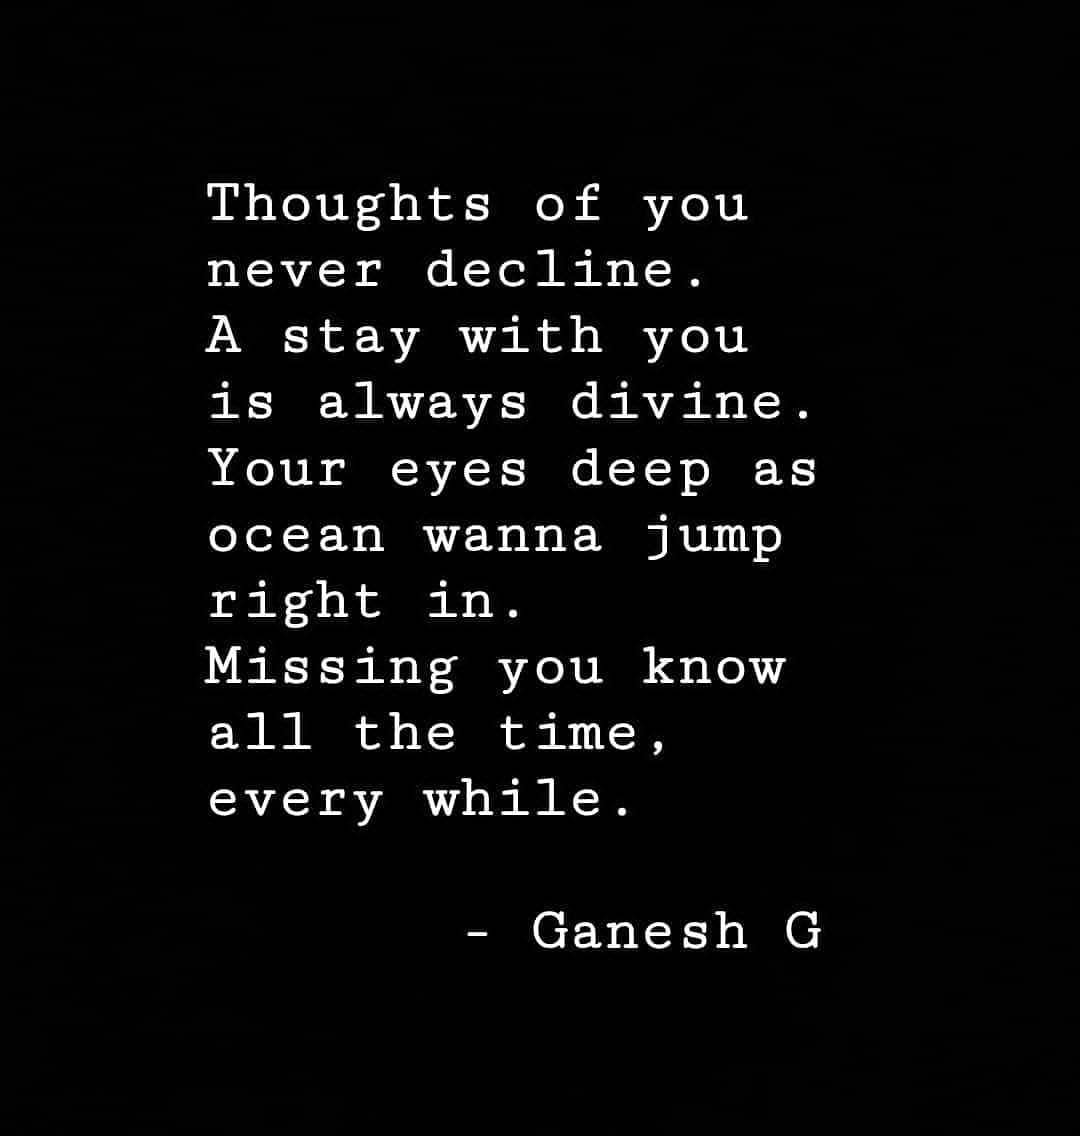 Thoughts of you
never decline.
A stay with you
is always divine.
Your eyes deep as
ocean wanna jump
right in.
Missing you know
all the time,
every while.
- Ganesh G